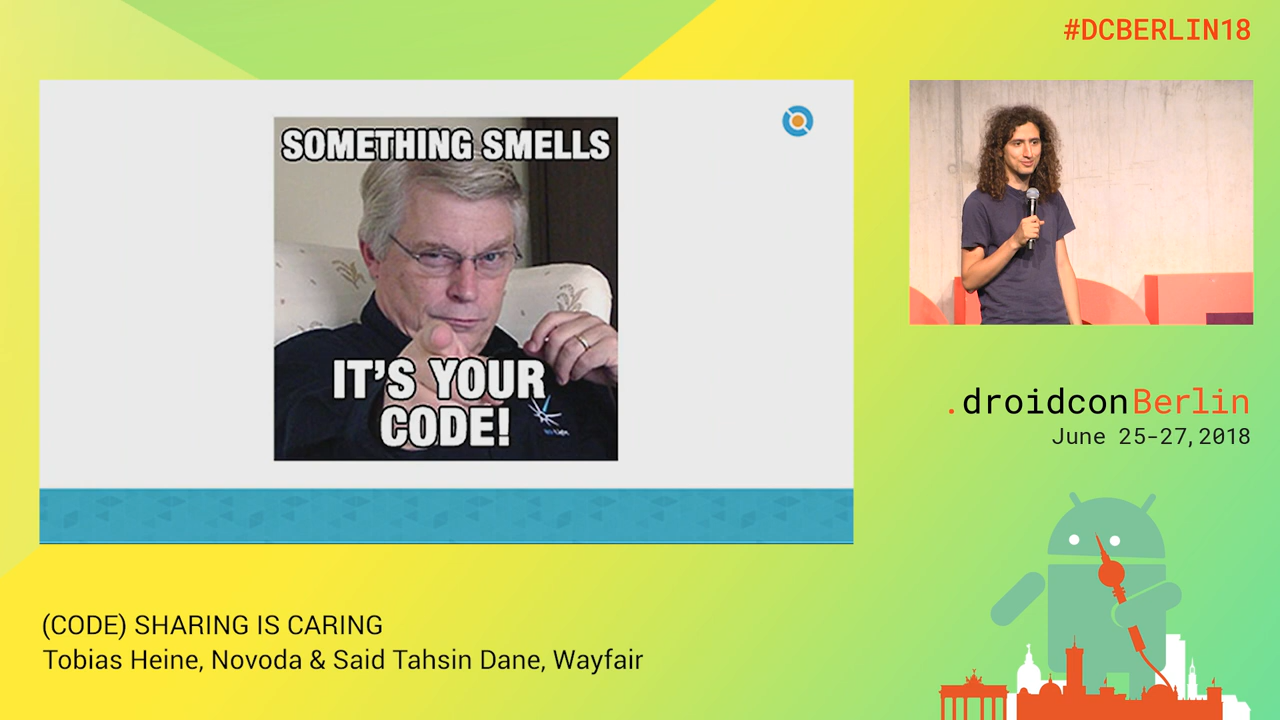 #DCBERLIN18
SOMETHING SMELLS
IT'S YOUR
CODE!
.droidconBerlin
June 25-27, 2018
(CODE) SHARING IS CARING
Tobias Heine, Novoda & Said Tahsin Dane, Wayfair